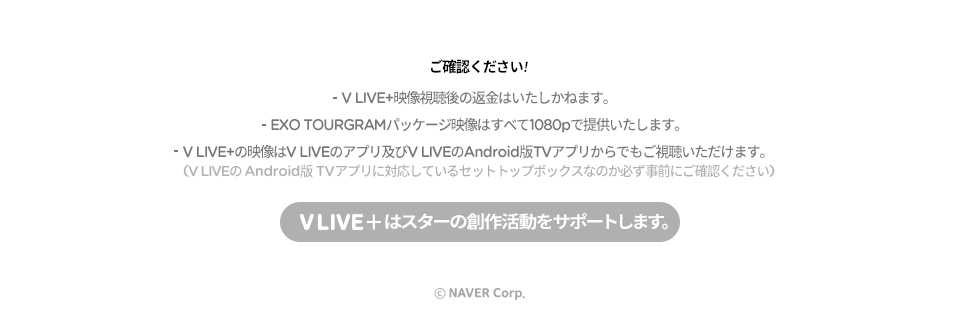 ご確認ください!
- V LIVE+映像視聴後の返金はいたしかねます。
- EXO TOURGRAMパッケージ映像はすべて1080pで提供いたします。
- V LIVE+の映像はV LIVEのアプリ及びV LIVEのAndroid版TVアプリからでもご視聴いただけます。
（V LIVEの Android版 TVアプリに対応しているセットトップボックスなのか必ず事前にご確認ください）
V LIVE＋はスターの創作活動をサポートします。
ⓒ NAVER Corp.